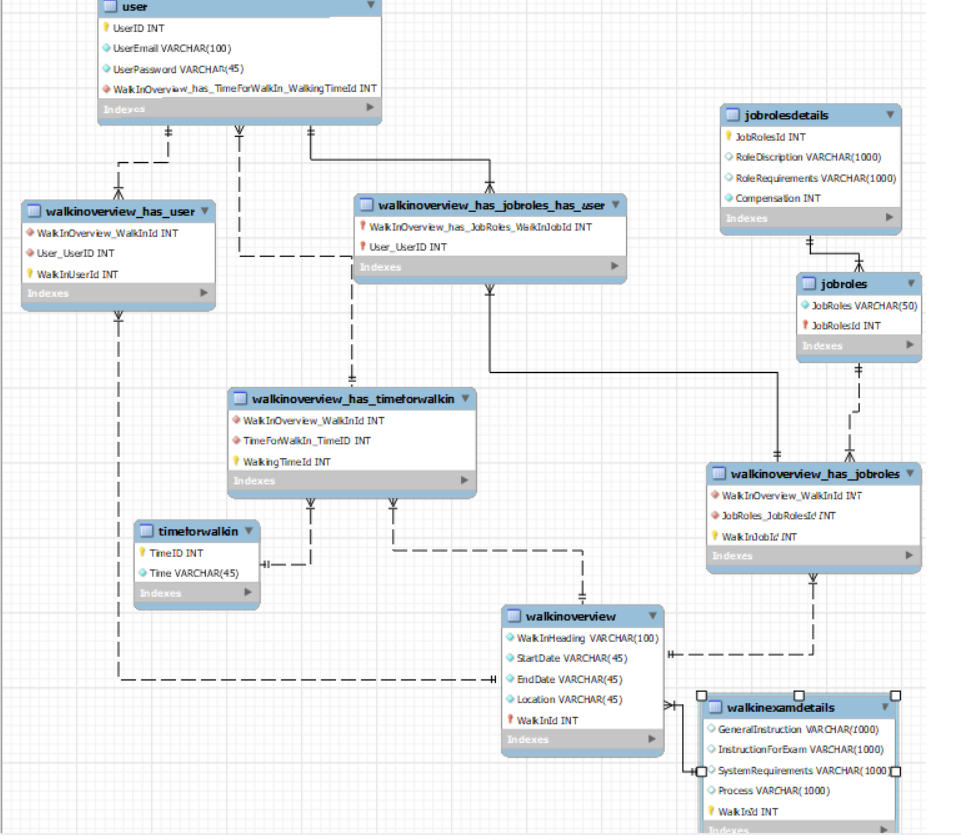 user
UserID INT
UserEmail VARCHAR(100)
UserPassword VARCHAR(45)
WalkInOverview_has_TimeForWalkIn_WalkingTimeId INT
Indexes
jobrolesdetails
JobRolesId INT
RoleDiscription VARCHAR(1000)
RoleRequirements VARCHAR(1000)
Compensation INT
Indexes
walkinoverview_has_user
WalkInOverview_WalkInId INT
User_UserID INT
WalkInUserId INT
Indexes
walkinoverview_has_jobroles_has_user
WalkInOverview_has_JobRoles_WalkInJobId INT
User_UserID INT
Indexes
jobroles
JobRoles VARCHAR(50)
JobRolesId INT
Indexes
walkinoverview_has_timeforwalkin
WalkInOverview_WalkInId INT
TimeForWalkIn_TimeID INT
WalkingTimeId INT
Indexes
walkinoverview_has_jobroles
WalkInOverview_WalkInId INT
JobRoles_JobRolesId INT
WalkInJobId INT
Indexes
timeforwalkin
TimeID INT
Time VARCHAR(45)
Indexes
walkinoverview
WalkInHeading VARCHAR(100)
StartDate VARCHAR(45)
EndDate VARCHAR(45)
Location VARCHAR(45)
WalkInId INT
Indexes
walkinexamdetails
GeneralInstruction VARCHAR(1000)
InstructionForExam VARCHAR(1000)
SystemRequirements VARCHAR(1000)
Process VARCHAR(1000)
WalkInId INT
Indexes